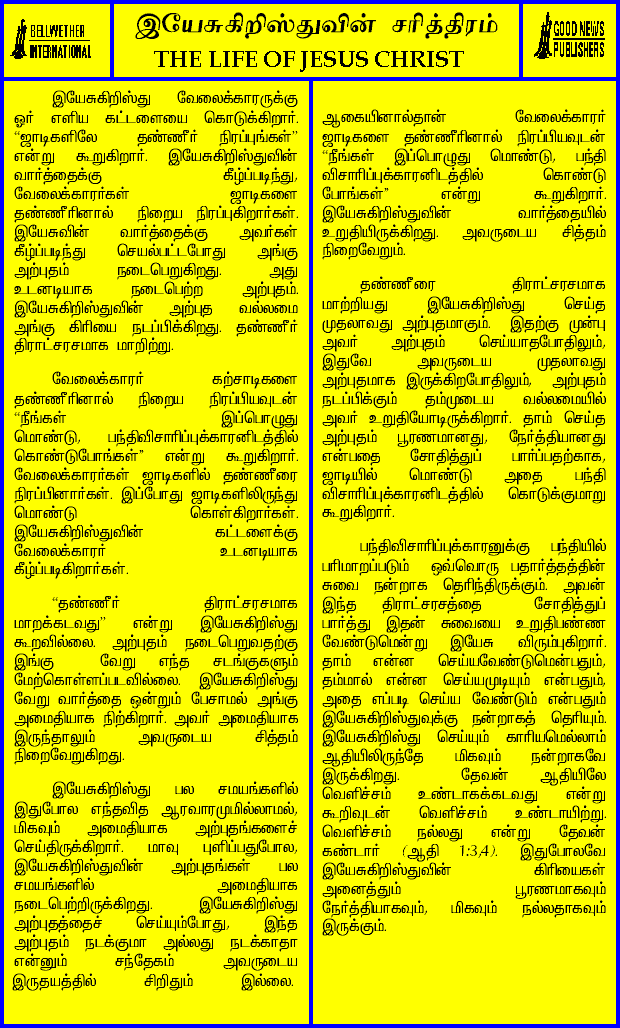 BELLWETHER
INTERNATIONAL
இயேசுகிறிஸ்துவின் சரித்திரம்
THE LIFE OF JESUS CHRIST
GOOD NEWS
PUBLISHERS
இயேசுகிறிஸ்து வேலைக்காரருக்கு
ஓர் எளிய கட்டளையை கொடுக்கிறார்.
“ஜாடிகளிலே தண்ணீர் நிரப்புங்கள்”
என்று கூறுகிறார். இயேசுகிறிஸ்துவின்
வார்த்தைக்கு கீழ்ப்படிந்து,
வேலைக்காரர்கள் ஜாடிகளை
தண்ணீரினால் நிறைய நிரப்புகிறார்கள்.
இயேசுவின் வார்த்தைக்கு அவர்கள்
கீழ்ப்படிந்து செயல்பட்டபோது அங்கு
அற்புதம் நடைபெறுகிறது. அது
உடனடியாக நடைபெற்ற அற்புதம்.
இயேசுகிறிஸ்துவின் அற்புத வல்லமை
அங்கு கிரியை நடப்பிக்கிறது. தண்ணீர்
திராட்சரசமாக மாறிற்று.
வேலைக்காரர் கற்சாடிகளை
தண்ணீரினால் நிறைய நிரப்பியவுடன்
“நீங்கள் இப்பொழுது
மொண்டு, பந்திவிசாரிப்புக்காரனிடத்தில்
கொண்டுபோங்கள்” என்று கூறுகிறார்.
வேலைக்காரர்கள் ஜாடிகளில் தண்ணீரை
நிரப்பினார்கள். இப்போது ஜாடிகளிலிருந்து
மொண்டு கொள்கிறார்கள்.
இயேசுகிறிஸ்துவின் கட்டளைக்கு
வேலைக்காரர் உடனடியாக
கீழ்ப்படிகிறார்கள்.
“தண்ணீர் திராட்சரசமாக
மாறக்கடவது” என்று இயேசுகிறிஸ்து
கூறவில்லை. அற்புதம் நடைபெறுவதற்கு
இங்கு வேறு எந்த சடங்குகளும்
மேற்கொள்ளப்படவில்லை. இயேசுகிறிஸ்து
வேறு வார்த்தை ஒன்றும் பேசாமல் அங்கு
அமைதியாக நிற்கிறார். அவர் அமைதியாக
இருந்தாலும் அவருடைய சித்தம்
நிறைவேறுகிறது.
இயேசுகிறிஸ்து பல சமயங்களில்
இதுபோல எந்தவித ஆரவாரமுமில்லாமல்,
மிகவும் அமைதியாக அற்புதங்களைச்
செய்திருக்கிறார். மாவு புளிப்பதுபோல,
இயேசுகிறிஸ்துவின் அற்புதங்கள் பல
சமயங்களில் அமைதியாக
நடைபெற்றிருக்கிறது. இயேசுகிறிஸ்து
அற்புதத்தைச் செய்யும்போது, இந்த
அற்புதம் நடக்குமா அல்லது நடக்காதா
என்னும் சந்தேகம் அவருடைய
இருதயத்தில் சிறிதும் இல்லை.
ஆகையினால்தான் வேலைக்காரர்
ஜாடிகளை தண்ணீரினால் நிரப்பியவுடன்
“நீங்கள் இப்பொழுது மொண்டு, பந்தி
விசாரிப்புக்காரனிடத்தில் கொண்டு
போங்கள்” என்று கூறுகிறார்.
இயேசுகிறிஸ்துவின் வார்த்தையில்
உறுதியிருக்கிறது. அவருடைய சித்தம்
நிறைவேறும்.
தண்ணீரை திராட்சரசமாக
மாற்றியது இயேசுகிறிஸ்து செய்த
முதலாவது அற்புதமாகும். இதற்கு முன்பு
அவர் அற்புதம் செய்யாதபோதிலும்,
இதுவே அவருடைய முதலாவது
அற்புதமாக இருக்கிறபோதிலும், அற்புதம்
நடப்பிக்கும் தம்முடைய வல்லமையில்
அவர் உறுதியோடிருக்கிறார். தாம் செய்த
அற்புதம் பூரணமானது, நேர்த்தியானது
என்பதை சோதித்துப் பார்ப்பதற்காக,
ஜாடியில் மொண்டு அதை பந்தி
விசாரிப்புக்காரனிடத்தில் கொடுக்குமாறு
கூறுகிறார்.
பந்திவிசாரிப்புக்காரனுக்கு பந்தியில்
பரிமாறப்படும் ஒவ்வொரு பதார்த்தத்தின்
சுவை நன்றாக தெரிந்திருக்கும். அவன்
இந்த திராட்சரசத்தை சோதித்துப்
பார்த்து இதன் சுவையை உறுதிபண்ண
வேண்டுமென்று இயேசு விரும்புகிறார்.
தாம் என்ன செய்யவேண்டுமென்பதும்,
தம்மால் என்ன செய்யமுடியும் என்பதும்,
அதை எப்படி செய்ய வேண்டும் என்பதும்
இயேசுகிறிஸ்துவுக்கு நன்றாகத் தெரியும்.
இயேசுகிறிஸ்து செய்யும் காரியமெல்லாம்
ஆதியிலிருந்தே மிகவும் நன்றாகவே
இருக்கிறது. தேவன் ஆதியிலே
வெளிச்சம் உண்டாகக்கடவது என்று
கூறிவுடன் வெளிச்சம் உண்டாயிற்று.
வெளிச்சம் நல்லது என்று தேவன்
கண்டார் (ஆதி 1:3,4). இதுபோலவே
இயேசுகிறிஸ்துவின் கிரியைகள்
அனைத்தும் பூரணமாகவும்
நேர்த்தியாகவும், மிகவும் நல்லதாகவும்
இருக்கும்.